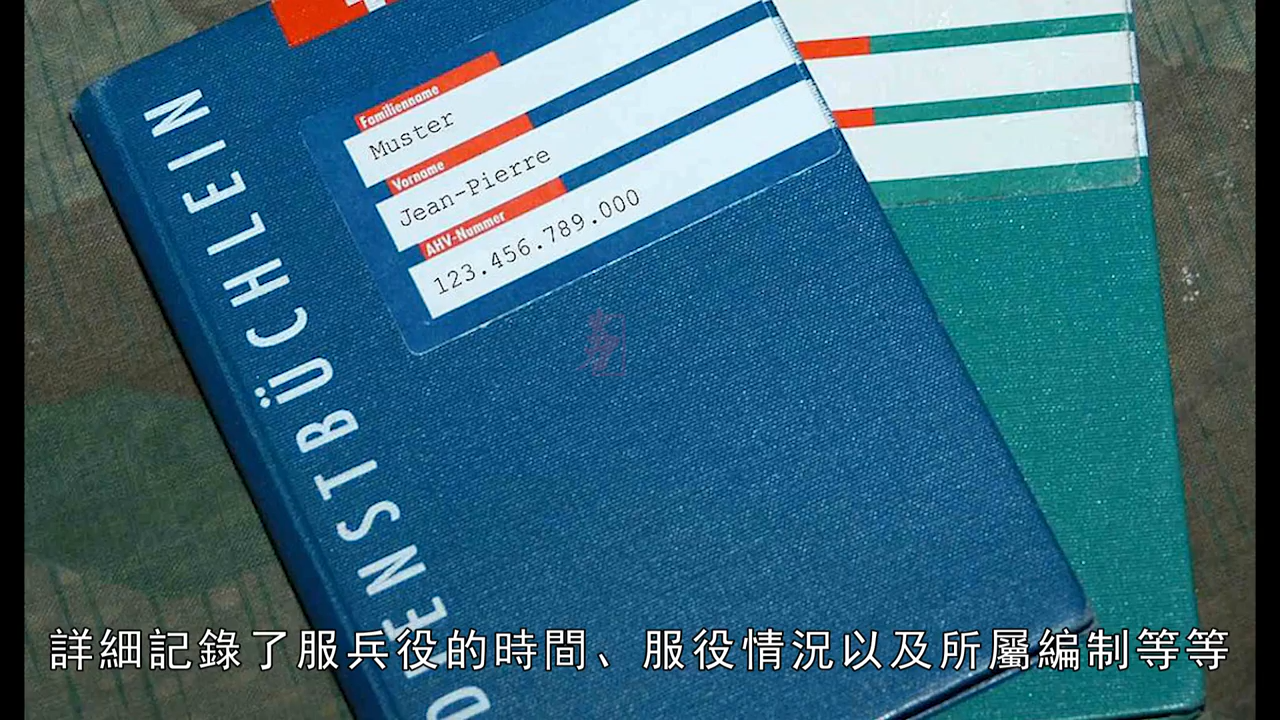 DIENSTBÜCHLEIN
Familienname
Muster
Vorname
Jean-Pierre
AHV-Nummer
123.456.789.000
詳細記錄了服兵役的時間、服役情況以及所屬編制等等